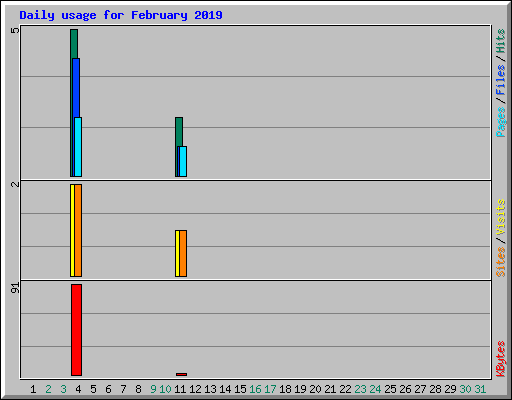 Daily usage for February 2019
5
2
91
Pages/Files/Hits
Sites/Visits
KBytes
1 2 3 4 5 6 7 8 9 10 11 12 13 14 15 16 17 18 19 20 21 22 23 24 25 26 27 28 29 30 31